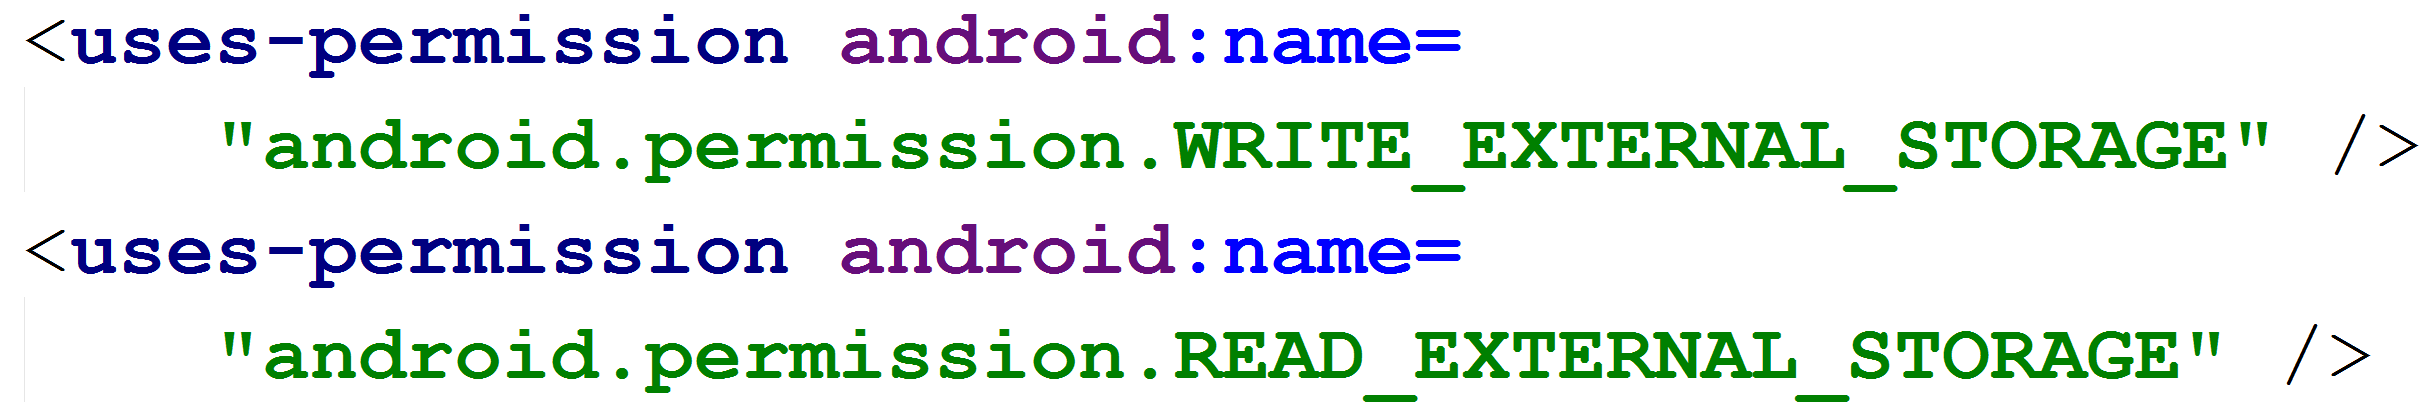 <uses-permission android:name=
"android.permission.WRITE_EXTERNAL_STORAGE" />
<uses-permission android:name=
"android.permission.READ_EXTERNAL_STORAGE" />